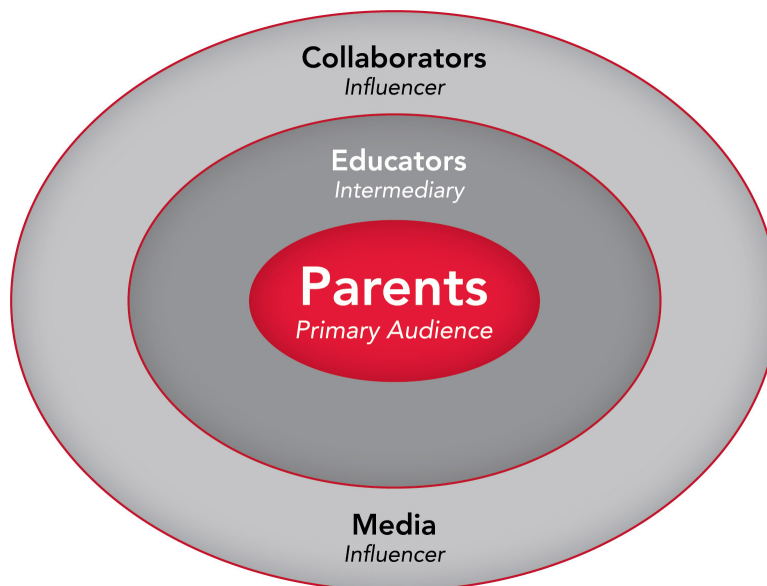 Collaborators
Influencer
Educators
Intermediary
Parents
Primary Audience
Media
Influencer